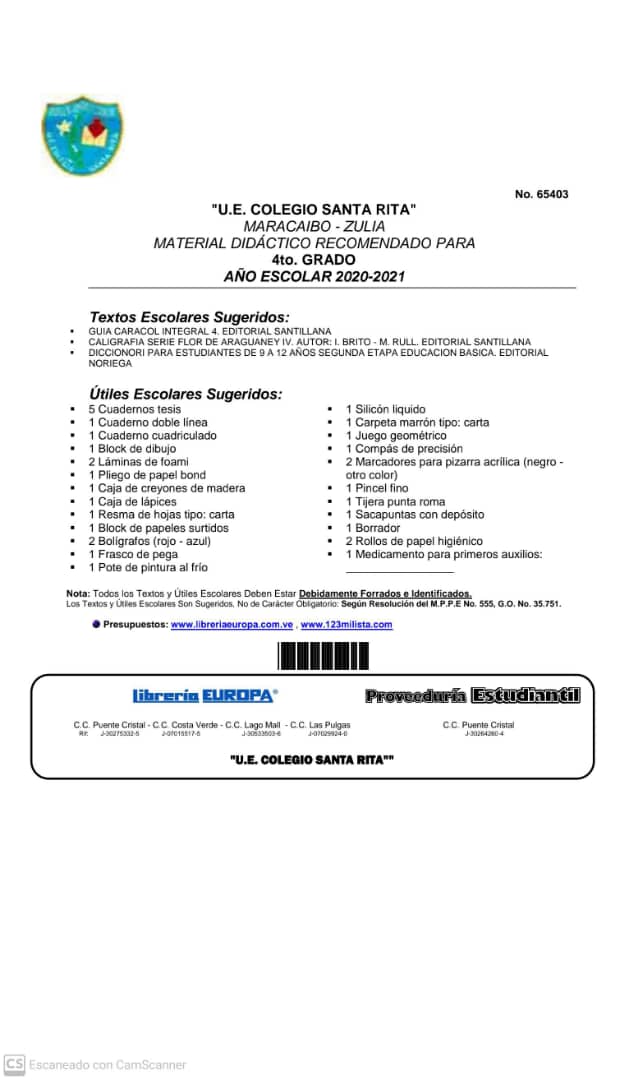 No. 65403
"U.E. COLEGIO SANTA RITA"
MARACAIBO - ZULIA
MATERIAL DIDÁCTICO RECOMENDADO PARA
4to. GRADO
AÑO ESCOLAR 2020-2021
Textos Escolares Sugeridos:
GUIA CARACOL INTEGRAL 4. EDITORIAL SANTILLANA
CALIGRAFIA SERIE FLOR DE ARAGUANEY IV. AUTOR: I. BRITO - M. RULL. EDITORIAL SANTILLANA
DICCIONORI PARA ESTUDIANTES DE 9 A 12 AÑOS SEGUNDA ETAPA EDUCACION BASICA. EDITORIAL
NORIEGA
Útiles Escolares Sugeridos:
5 Cuadernos tesis
1 Cuaderno doble línea
1 Cuaderno cuadriculado
1 Block de dibujo
2 Láminas de foami
1 Pliego de papel bond
1 Caja de creyones de madera
1 Caja de lápices
1 Resma de hojas tipo: carta
1 Block de papeles surtidos
2 Bolígrafos (rojo - azul)
1 Frasco de pega
1 Pote de pintura al frío
1 Silicón liquido
1 Carpeta marrón tipo: carta
1 Juego geométrico
1 Compás de precisión
2 Marcadores para pizarra acrílica (negro -
otro color)
1 Pincel fino
1 Tijera punta roma
1 Sacapuntas con depósito
1 Borrador
2 Rollos de papel higiénico
1 Medicamento para primeros auxilios:
Nota: Todos los Textos y Útiles Escolares Deben Estar Debidamente Forrados e Identificados.
Los Textos y Útiles Escolares Son Sugeridos, No de Carácter Obligatorio: Según Resolución del M.P.P.E No. 555, G.O. No. 35.751.
Presupuestos: www.libreriaeuropa.com.ve , www.123milista.com
librería EUROPA®
Proveeduría Estudiantil
C.C. Puente Cristal - C.C. Costa Verde - C.C. Lago Mall - C.C. Las Pulgas
C.C. Puente Cristal
Rif: J-30275332-5 J-07015517-5 J-30533503-6 J-07029924-0
J-30264280-4
"U.E. COLEGIO SANTA RITA""
CS Escaneado con CamScanner